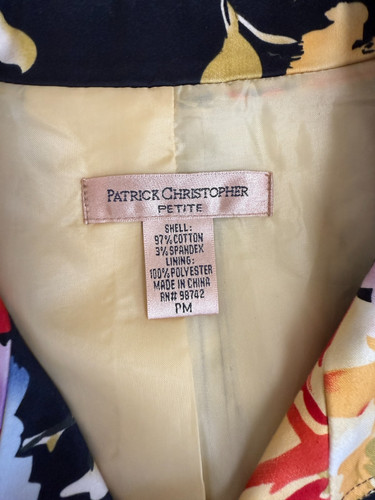 PATRICK CHRISTOPHER
PETITE
SHELL:
97% COTTON
3% SPANDEX
LINING:
100% POLYESTER
MADE IN CHINA
RN# 98742
PM